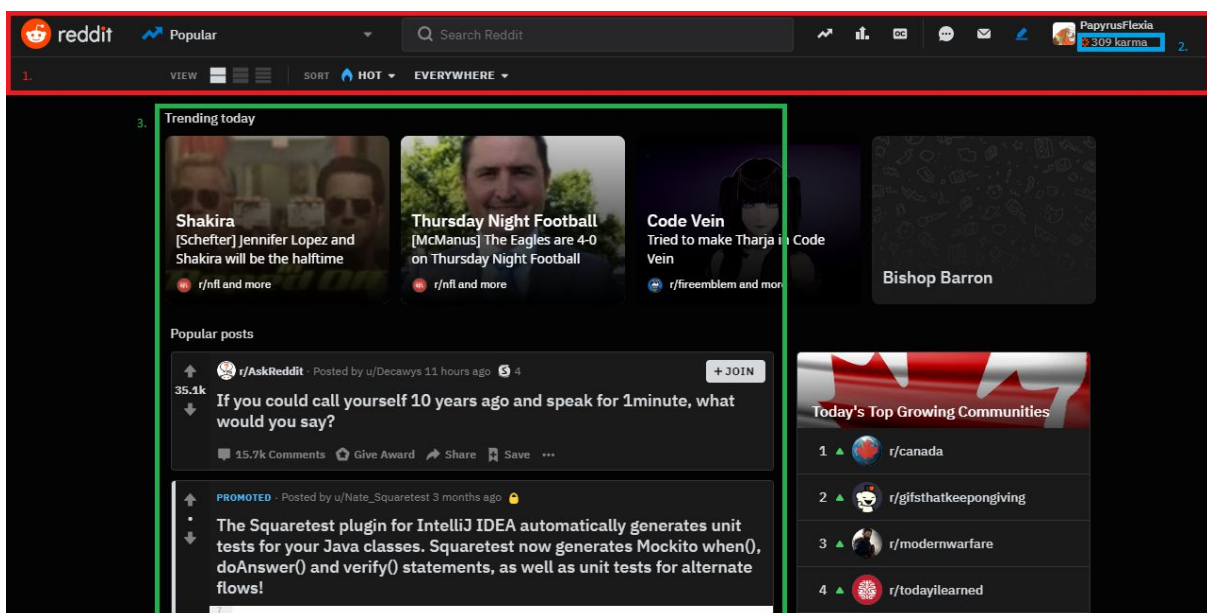 reddit Popular Search Reddit PapyrusFlexia
309 karma 2.
1. VIEW SORT HOT EVERYWHERE
3. Trending today
Shakira
[Schefter] Jennifer Lopez and
Shakira will be the halftime
r/nfl and more
Thursday Night Football
[McManus] The Eagles are 4-0
on Thursday Night Football
r/nfl and more
Code Vein
Tried to make Tharja in Code
Vein
r/fireemblem and more
Bishop Barron
Popular posts
r/AskReddit · Posted by u/Decawys 11 hours ago S 4 + JOIN
35.1k
If you could call yourself 10 years ago and speak for 1minute, what
would you say?
15.7k Comments Give Award Share Save ···
PROMOTED · Posted by u/Nate_Squaretest 3 months ago
•
The Squaretest plugin for IntelliJ IDEA automatically generates unit
tests for your Java classes. Squaretest now generates Mockito when(),
doAnswer() and verify() statements, as well as unit tests for alternate
flows!
7
Today's Top Growing Communities
1 r/canada
2 r/gifsthatkeepongiving
3 r/modernwarfare
4 r/todayilearned